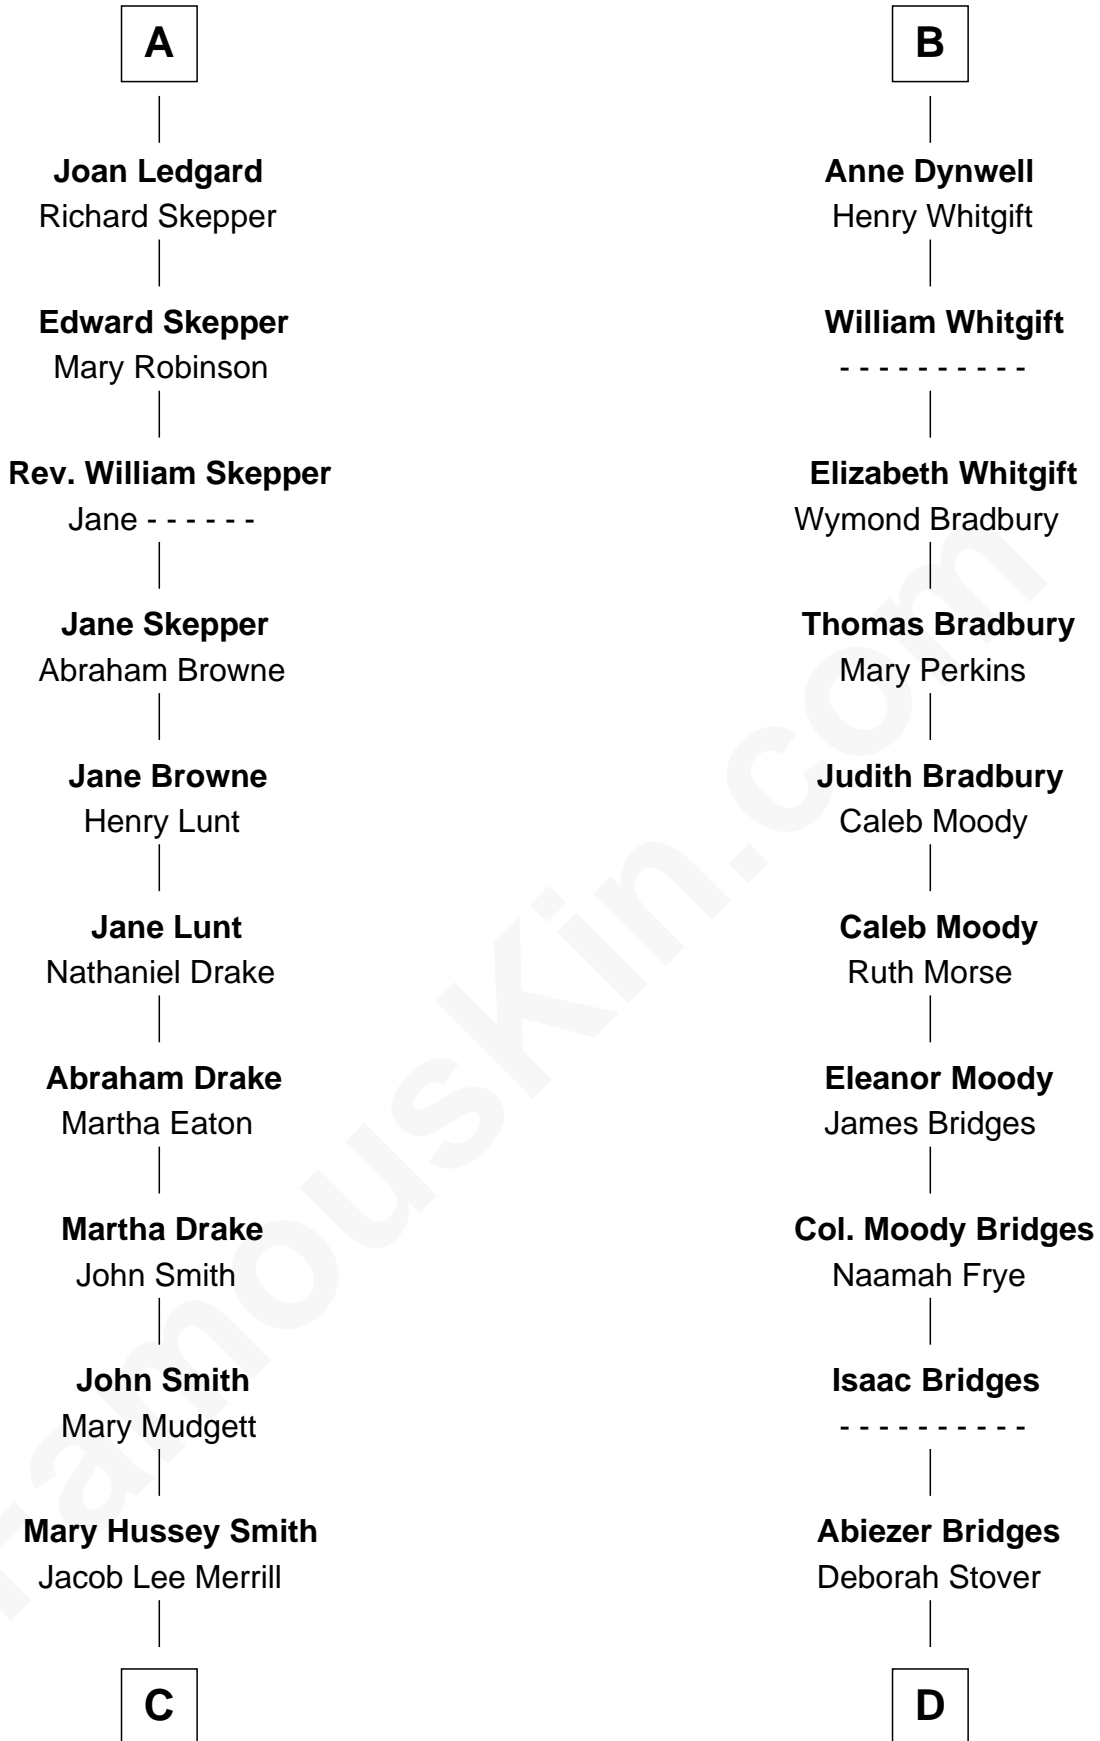 A
Joan Ledgard
Richard Skepper
Edward Skepper
Mary Robinson
Rev. William Skepper
Jane - - - - - -
Jane Skepper
Abraham Browne
Jane Browne
Henry Lunt
Jane Lunt
Nathaniel Drake
Abraham Drake
Martha Eaton
Martha Drake
John Smith
John Smith
Mary Mudgett
Mary Hussey Smith
Jacob Lee Merrill
C
B
Anne Dynwell
Henry Whitgift
William Whitgift
- - - - - - - - - -
Elizabeth Whitgift
Wymond Bradbury
Thomas Bradbury
Mary Perkins
Judith Bradbury
Caleb Moody
Caleb Moody
Ruth Morse
Eleanor Moody
James Bridges
Col. Moody Bridges
Naamah Frye
Isaac Bridges
- - - - - - - - - -
Abiezer Bridges
Deborah Stover
D
FamousKin.com